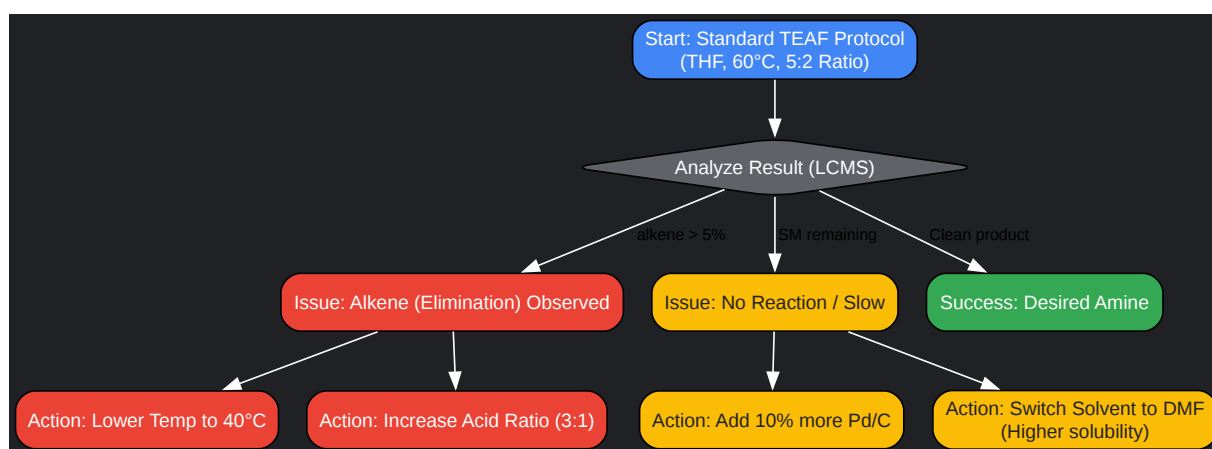 Start: Standard TEAF Protocol
(THF, 60°C, 5:2 Ratio)
Analyze Result (LCMS)
alkene > 5%
SM remaining
Clean product
Issue: Alkene (Elimination) Observed
Issue: No Reaction / Slow
Success: Desired Amine
Action: Lower Temp to 40°C
Action: Increase Acid Ratio (3:1)
Action: Add 10% more Pd/C
Action: Switch Solvent to DMF
(Higher solubility)